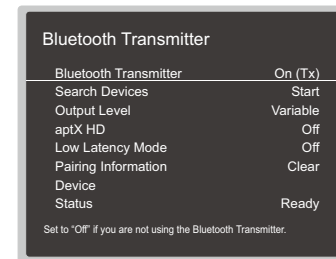 Bluetooth Transmitter
Bluetooth Transmitter On (Tx)
Search Devices Start
Output Level Variable
aptX HD Off
Low Latency Mode Off
Pairing Information Clear
Device
Status Ready
Set to “Off” if you are not using the Bluetooth Transmitter.